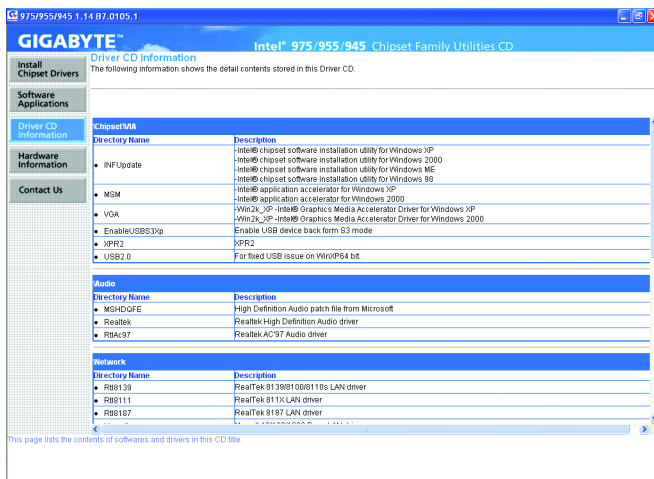 975/955/945 1.14 B7.0105.1
GIGABYTE™
Intel® 975/955/945 Chipset Family Utilities CD
Install
Chipset Drivers
Software
Applications
Driver CD
Information
Hardware
Information
Contact Us
Driver CD information
The following information shows the detail contents stored in this Driver CD.
\Chipset\VIA
Directory Name Description
INFUpdate
-Intel® chipset software installation utility for Windows XP
-Intel® chipset software installation utility for Windows 2000
-Intel® chipset software installation utility for Windows ME
-Intel® chipset software installation utility for Windows 98
MSM
-Intel® application accelerator for Windows XP
-Intel® application accelerator for Windows 2000
VGA
-Win2k_XP -Intel® Graphics Media Accelerator Driver for Windows XP
-Win2k_XP -Intel® Graphics Media Accelerator Driver for Windows 2000
EnableUSBS3Xp Enable USB device back form S3 mode
XPR2 XPR2
USB2.0 For fixed USB issue on WinXP64 bit.
\Audio
Directory Name Description
MSHDQFE High Definition Audio patch file from Microsoft
Realtek Realtek High Definition Audio driver
RtlAc97 Realtek AC'97 Audio driver
\Network
Directory Name Description
Rtl8139 RealTek 8139/8100/8110s LAN driver
Rtl8111 RealTek 811X LAN driver
Rtl8187 RealTek 8187 LAN driver
This page lists the contents of softwares and drivers in this CD title.